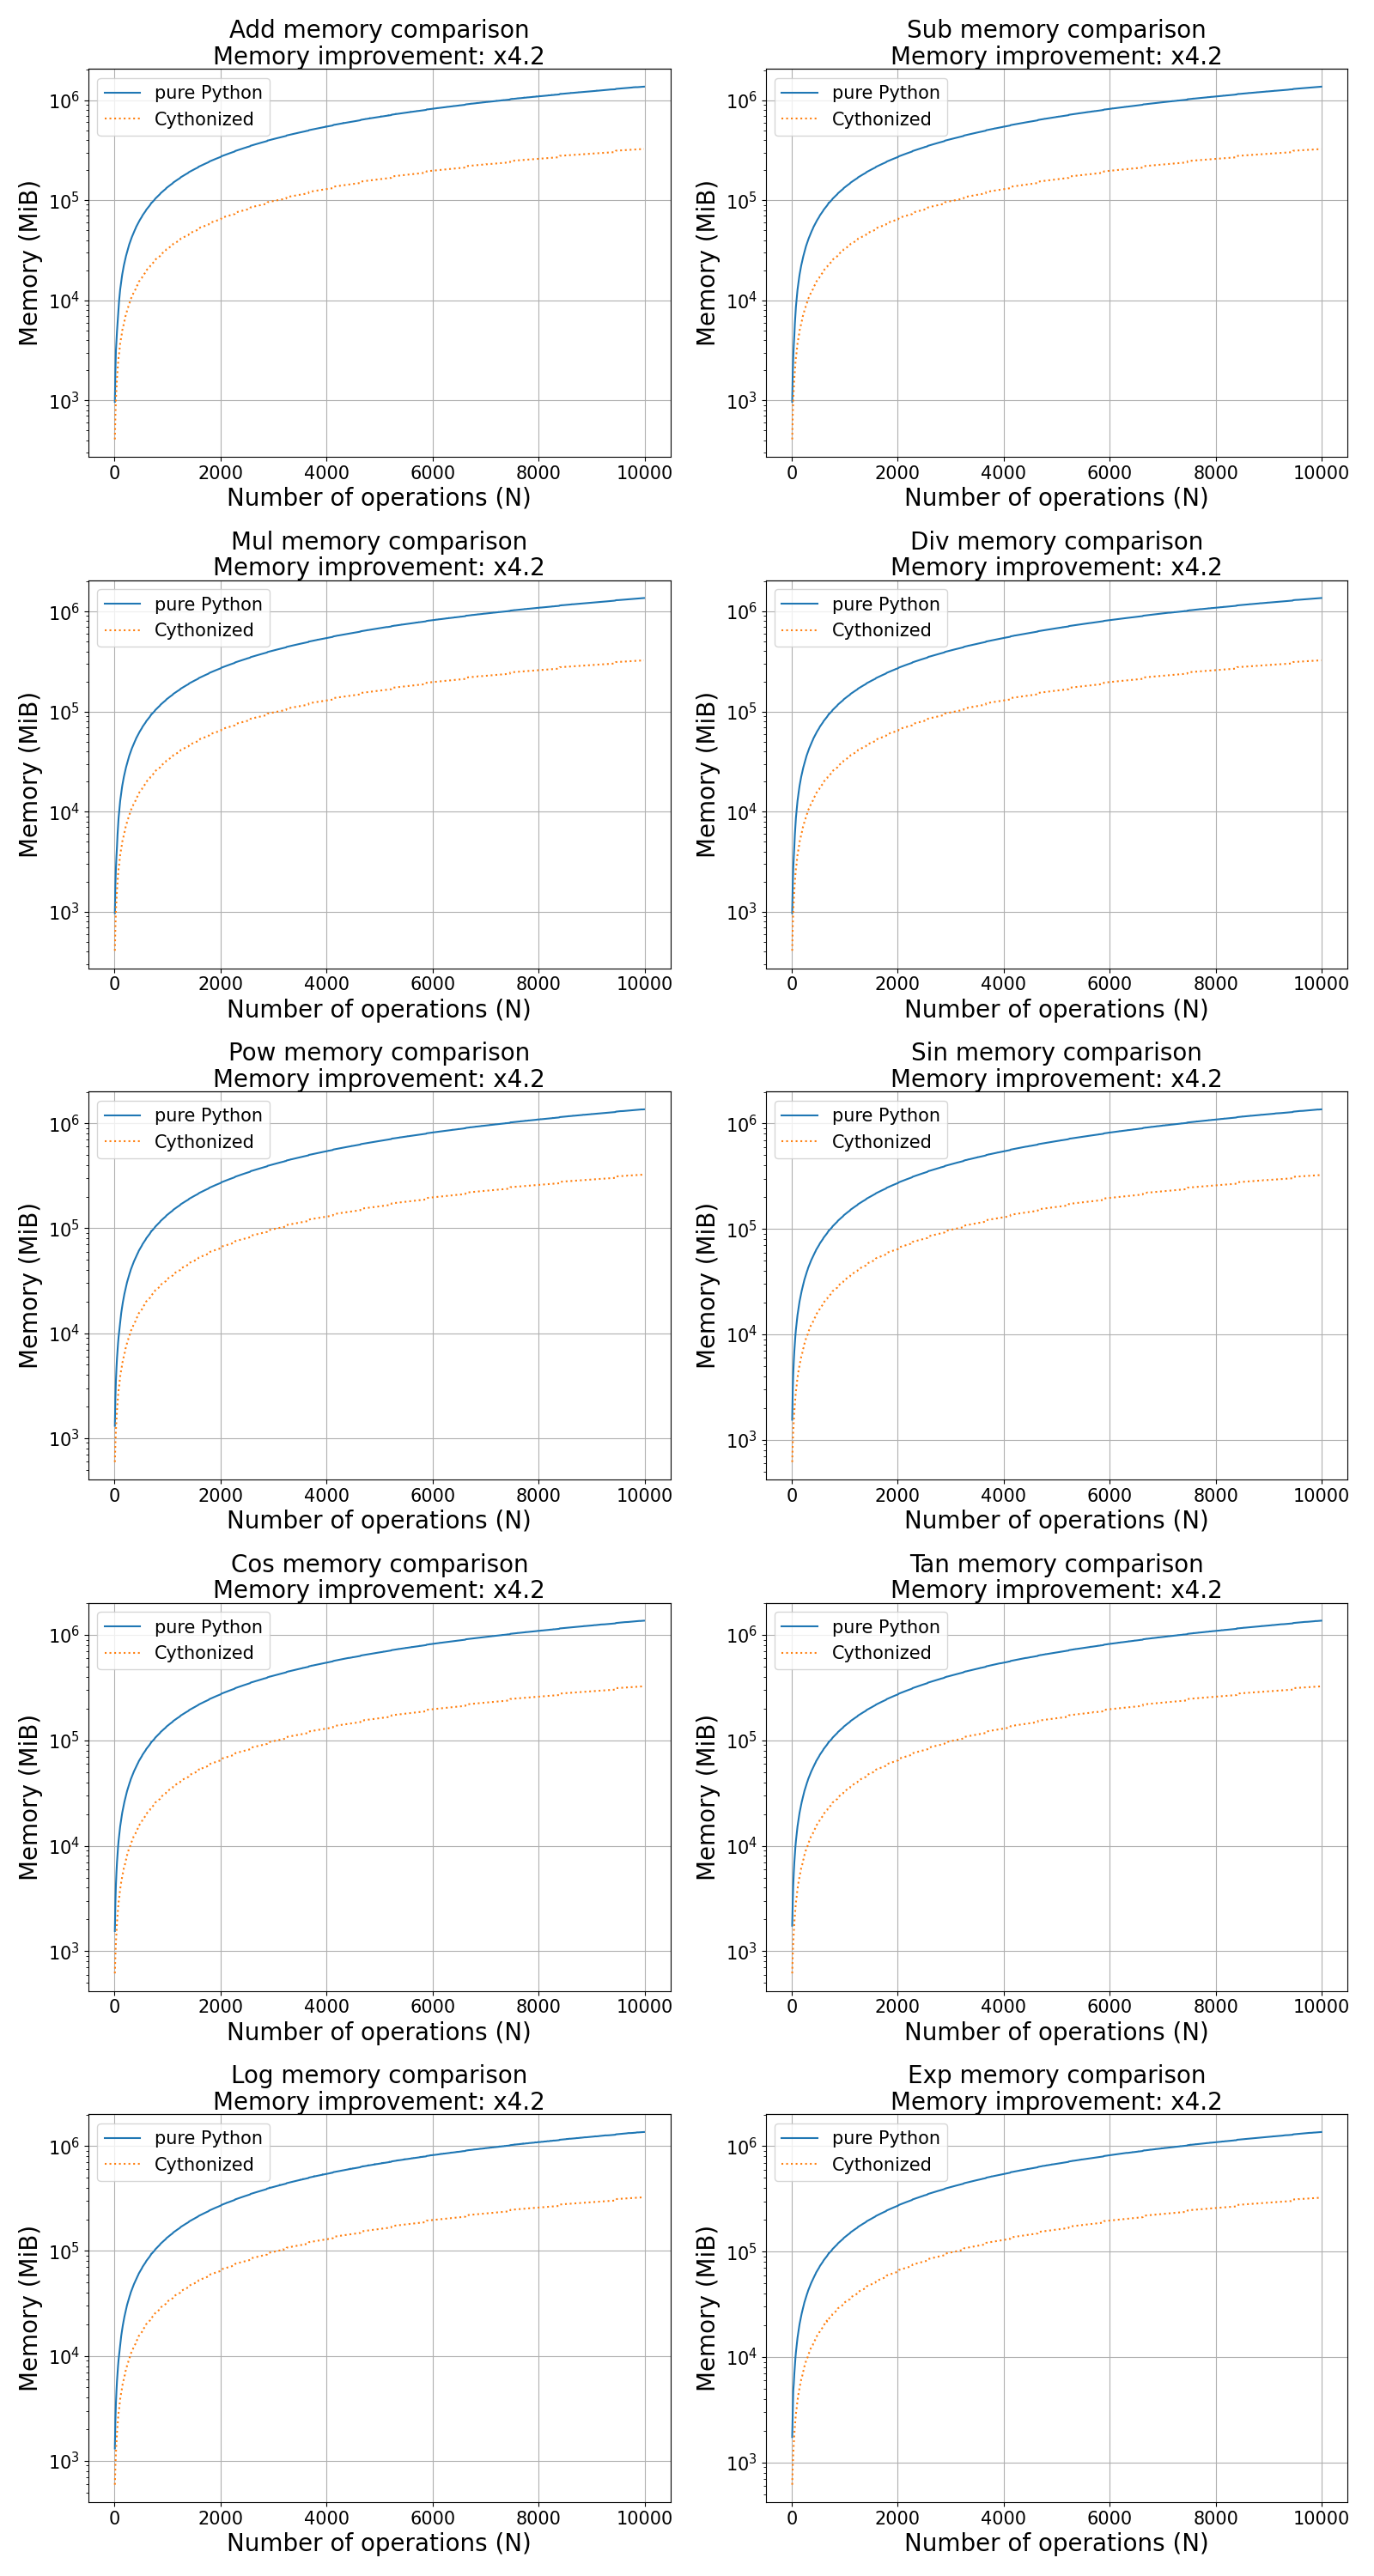 Add memory comparison
Memory improvement: x4.2
pure Python
Cythonized
Memory (MiB)
10^6
10^5
10^4
10^3
0 2000 4000 6000 8000 10000
Number of operations (N)
Sub memory comparison
Memory improvement: x4.2
pure Python
Cythonized
Memory (MiB)
10^6
10^5
10^4
10^3
0 2000 4000 6000 8000 10000
Number of operations (N)
Mul memory comparison
Memory improvement: x4.2
pure Python
Cythonized
Memory (MiB)
10^6
10^5
10^4
10^3
0 2000 4000 6000 8000 10000
Number of operations (N)
Div memory comparison
Memory improvement: x4.2
pure Python
Cythonized
Memory (MiB)
10^6
10^5
10^4
10^3
0 2000 4000 6000 8000 10000
Number of operations (N)
Pow memory comparison
Memory improvement: x4.2
pure Python
Cythonized
Memory (MiB)
10^6
10^5
10^4
10^3
0 2000 4000 6000 8000 10000
Number of operations (N)
Sin memory comparison
Memory improvement: x4.2
pure Python
Cythonized
Memory (MiB)
10^6
10^5
10^4
10^3
0 2000 4000 6000 8000 10000
Number of operations (N)
Cos memory comparison
Memory improvement: x4.2
pure Python
Cythonized
Memory (MiB)
10^6
10^5
10^4
10^3
0 2000 4000 6000 8000 10000
Number of operations (N)
Tan memory comparison
Memory improvement: x4.2
pure Python
Cythonized
Memory (MiB)
10^6
10^5
10^4
10^3
0 2000 4000 6000 8000 10000
Number of operations (N)
Log memory comparison
Memory improvement: x4.2
pure Python
Cythonized
Memory (MiB)
10^6
10^5
10^4
10^3
0 2000 4000 6000 8000 10000
Number of operations (N)
Exp memory comparison
Memory improvement: x4.2
pure Python
Cythonized
Memory (MiB)
10^6
10^5
10^4
10^3
0 2000 4000 6000 8000 10000
Number of operations (N)